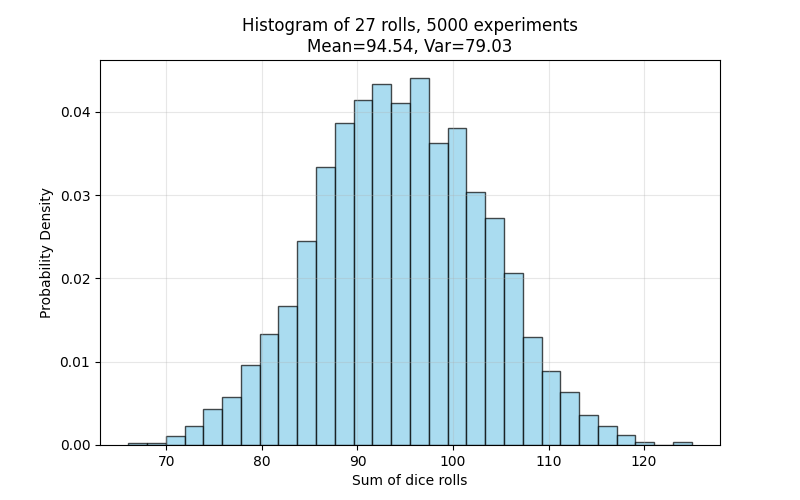 Histogram of 27 rolls, 5000 experiments
Mean=94.54, Var=79.03
Probability Density
0.04
0.03
0.02
0.01
0.00
70 80 90 100 110 120
Sum of dice rolls